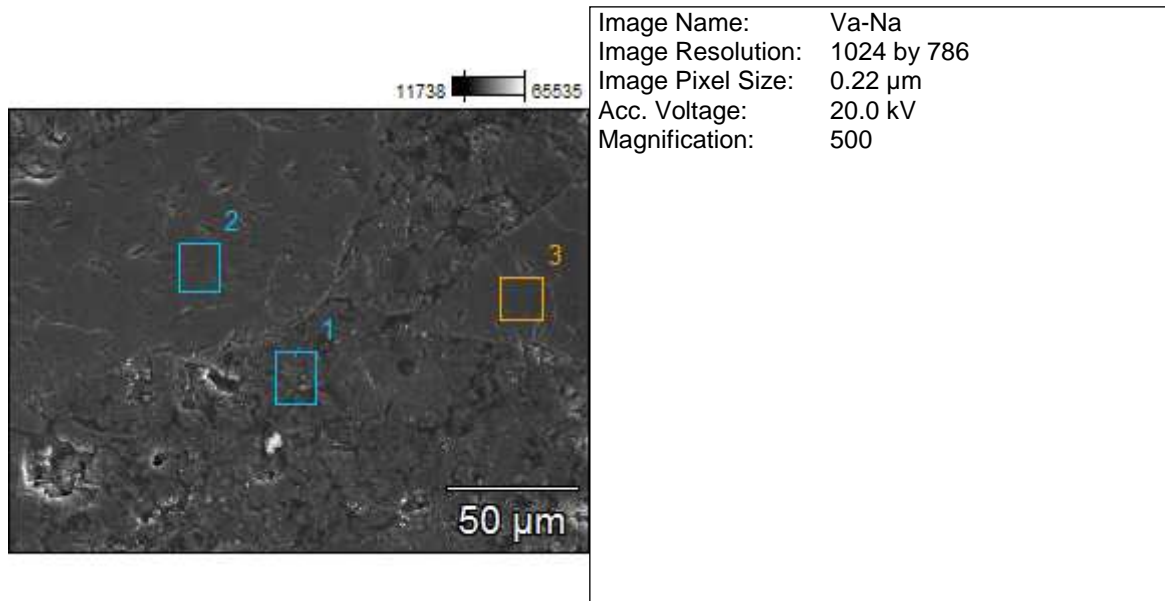 Image Name: Va-Na
Image Resolution: 1024 by 786
Image Pixel Size: 0.22 µm
Acc. Voltage: 20.0 kV
Magnification: 500
11738 65535
2
3
1
50 µm